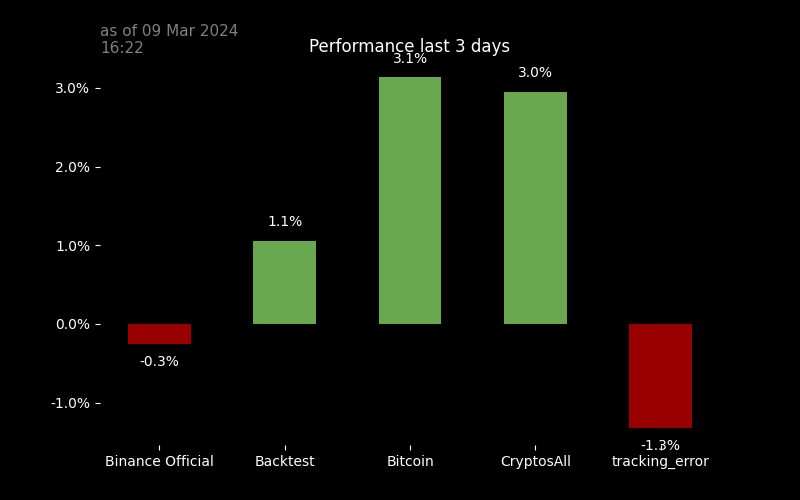 as of 09 Mar 2024
16:22
Performance last 3 days
3.1%
3.0%
3.0%
2.0%
1.1%
1.0%
0.0%
-0.3%
-1.0%
-1.3%
Binance Official
Backtest
Bitcoin
CryptosAll
tracking_error